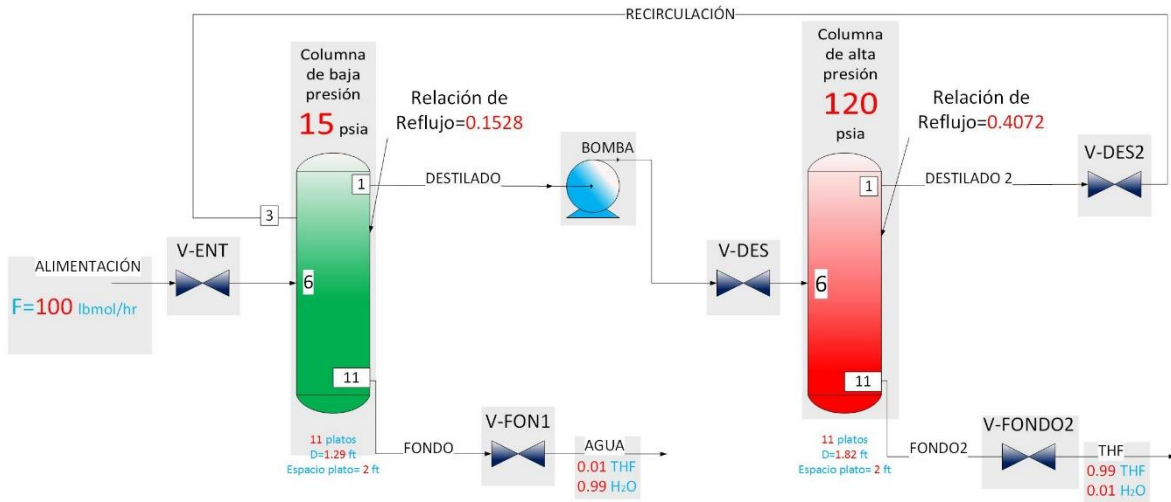 RECIRCULACIÓN
Columna
de baja
presión
15 psia
Relación de
Reflujo=0.1528
Columna
de alta
presión
120
psia
Relación de
Reflujo=0.4072
BOMBA
V-DES2
1
DESTILADO
1
DESTILADO 2
3
V-ENT
V-DES
ALIMENTACIÓN
6
6
F=100 lbmol/hr
11
11
V-FON1
V-FONDO2
11 platos
D=1.29 ft
Espacio plato= 2 ft
FONDO
AGUA
0.01 THF
0.99 H₂O
11 platos
D=1.82 ft
Espacio plato= 2 ft
FONDO2
THF
0.99 THF
0.01 H₂O